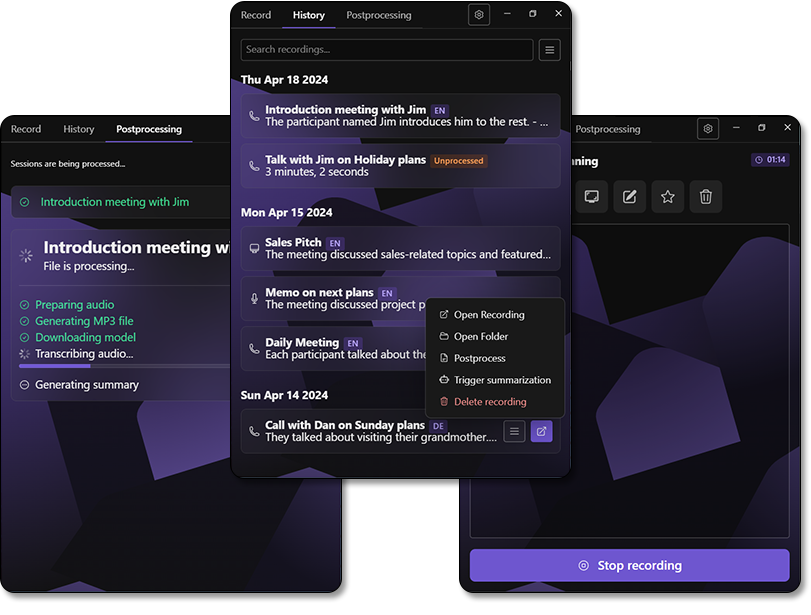 Record
History
Postprocessing
Sessions are being processed...
Introduction meeting with Jim
Introduction meeting wi
File is processing...
Preparing audio
Generating MP3 file
Downloading model
Transcribing audio...
Generating summary
Record
History
Postprocessing
Search recordings...
Thu Apr 18 2024
Introduction meeting with Jim EN
The participant named Jim introduces him to the rest. - ...
Talk with Jim on Holiday plans Unprocessed
3 minutes, 2 seconds
Mon Apr 15 2024
Sales Pitch EN
The meeting discussed sales-related topics and featured...
Memo on next plans EN
The meeting discussed project p
Daily Meeting EN
Each participant talked about the
Sun Apr 14 2024
Call with Dan on Sunday plans DE
They talked about visiting their grandmother....
Open Recording
Open Folder
Postprocess
Trigger summarization
Delete recording
Postprocessing
nning
01:14
Stop recording